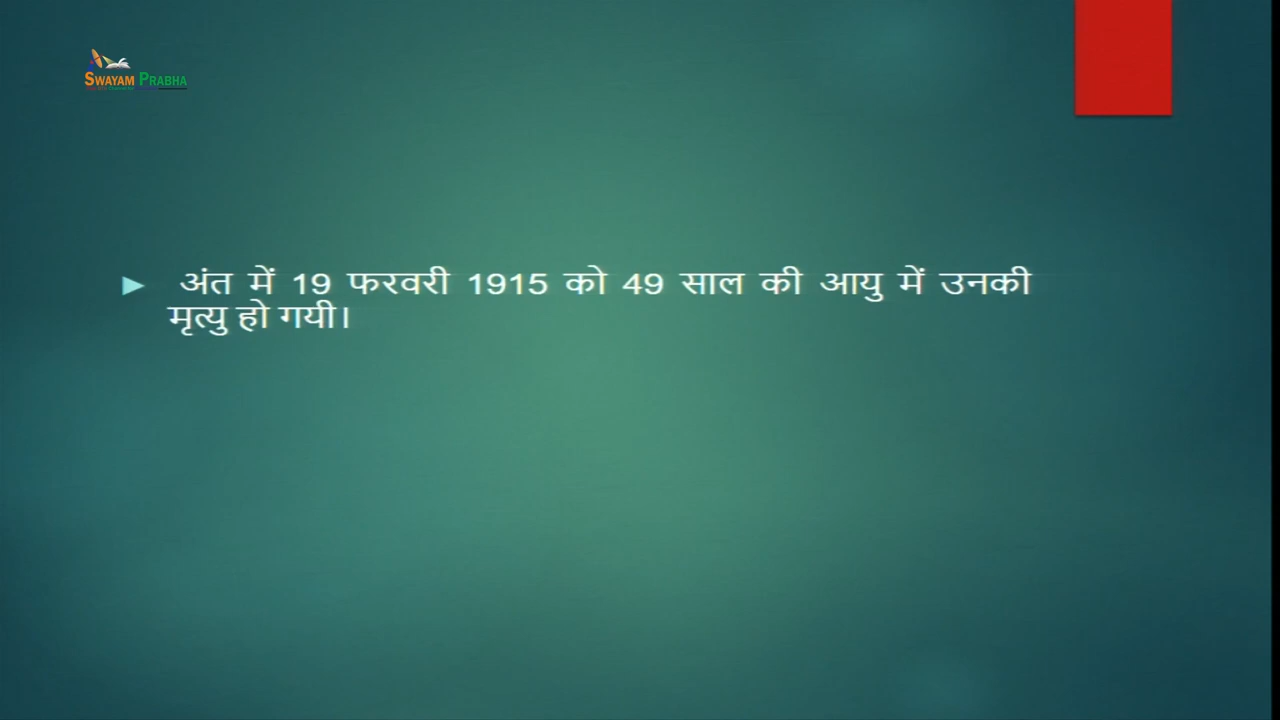 SWAYAM PRABHA
अंत में 19 फरवरी 1915 को 49 साल की आयु में उनकी
मृत्यु हो गयी।